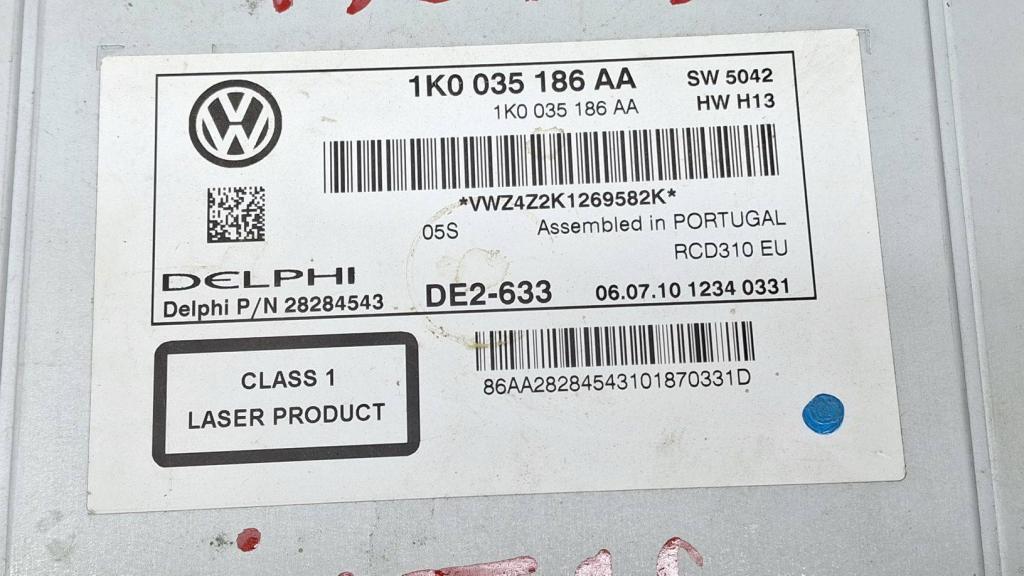 1K0 035 186 AA
SW 5042
1K0 035 186 AA
HW H13
*VWZ4Z2K1269582K*
05S
Assembled in PORTUGAL
RCD310 EU
DELPHI
Delphi P/N 28284543
DE2-633
06.07.10 1234 0331
CLASS 1
LASER PRODUCT
86AA28284543101870331D